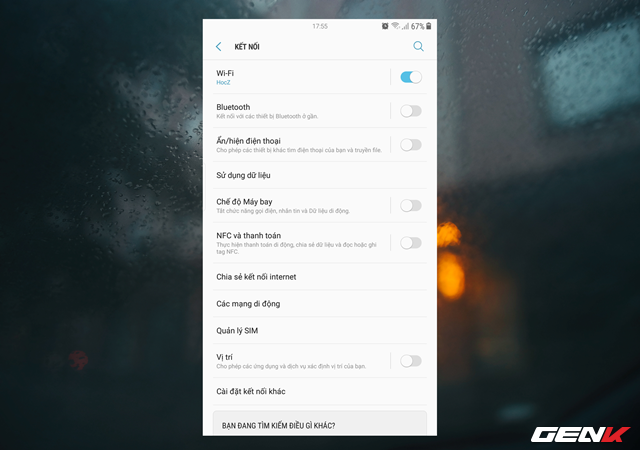 17:55
67%
KẾT NỐI
Wi-Fi
HocZ
Bluetooth
Kết nối với các thiết bị Bluetooth ở gần.
Ẩn/hiện điện thoại
Cho phép các thiết bị khác tìm điện thoại của bạn và truyền file.
Sử dụng dữ liệu
Chế độ Máy bay
Tắt chức năng gọi điện, nhắn tin và Dữ liệu di động.
NFC và thanh toán
Thực hiện thanh toán di động, chia sẻ dữ liệu và đọc hoặc ghi
tag NFC.
Chia sẻ kết nối internet
Các mạng di động
Quản lý SIM
Vị trí
Cho phép các ứng dụng và dịch vụ xác định vị trí của bạn.
Cài đặt kết nối khác
BẠN ĐANG TÌM KIẾM ĐIỀU GÌ KHÁC?
GENK